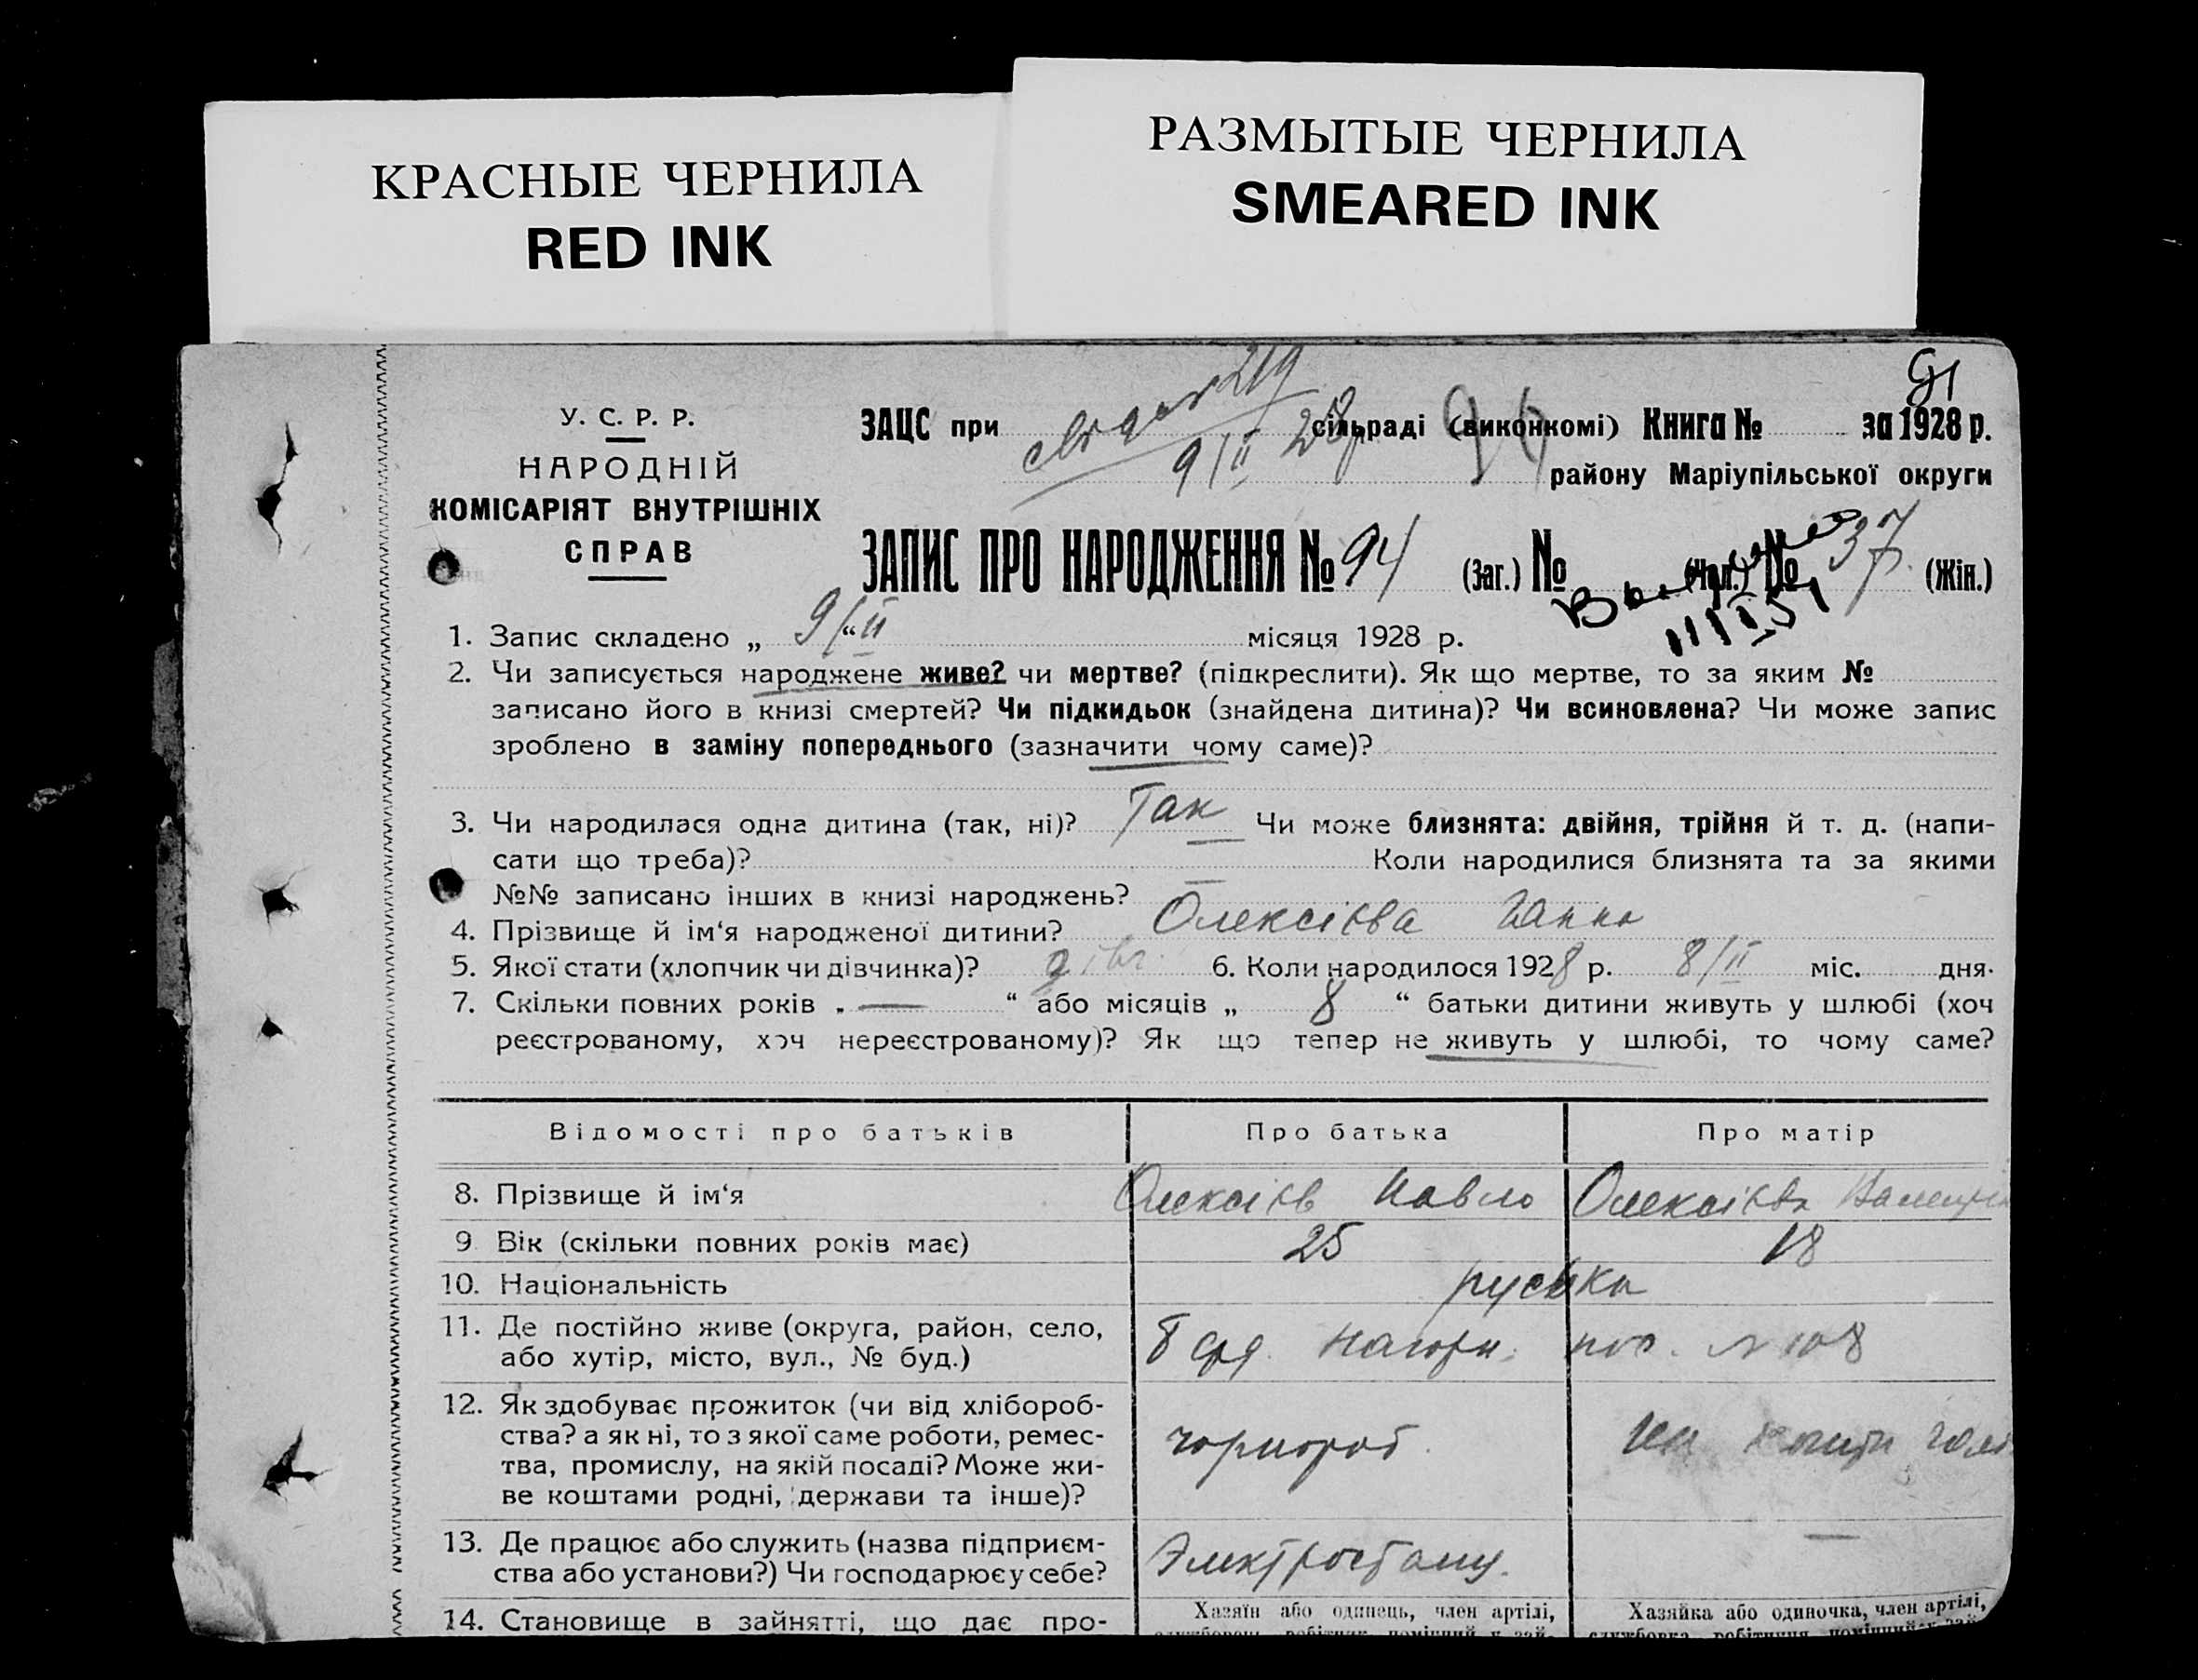 КРАСНЫЕ ЧЕРНИЛА
RED INK
РАЗМЫТЫЕ ЧЕРНИЛА
SMEARED INK
91
У. С. Р. Р.
НАРОДНІЙ
КОМІСАРІЯТ ВНУТРІШНІХ
СПРАВ
219
9/II 28
ЗАЦС при сільраді (виконкомі) Книга № за 1928 р.
району Маріупільської округи
ЗАПИС ПРО НАРОДЖЕННЯ № 94 (Заг.) № (Чол.) № 37 (Жін.)
1. Запис складено „ 9/II “ місяця 1928 р.
2. Чи записується народжене живе? чи мертве? (підкреслити). Як що мертве, то за яким №
записано його в книзі смертей? Чи підкидьок (знайдена дитина)? Чи всиновлена? Чи може запис
зроблено в заміну попереднього (зазначити чому саме)?
3. Чи народилася одна дитина (так, ні)? Так Чи може близнята: двійня, трійня й т. д. (напи-
сати що треба)? — Коли народилися близнята та за якими
№№ записано інших в книзі народжень?
4. Прізвище й ім‘я народженої дитини? Олексієва Ганна
5. Якої стати (хлопчик чи дівчинка)? дівч. 6. Коли народилося 1928 р. 8/II міс. дня.
7. Скільки повних років „ — “ або місяців „ 8 “ батьки дитини живуть у шлюбі (хоч
реєстрованому, хоч нереєстрованому)? Як що тепер не живуть у шлюбі, то чому саме?
Відомості про батьків Про батька Про матір
8. Прізвище й ім‘я Олексієв Павло Олексієва
9. Вік (скільки повних років має) 25 18
10. Національність руська
11. Де постійно живе (округа, район, село,
або хутір, місто, вул., № буд.) № 108
12. Як здобуває прожиток (чи від хлібороб-
ства? а як ні, то з якої саме роботи, ремес-
тва, промислу, на якій посаді? Може жи-
ве коштами родні, держави та інше)?
чорнороб.
13. Де працює або служить (назва підприєм-
ства або установи?) Чи господарює у себе?
—
14. Становище в зайнятті, що дає про-
Хазяїн або одинець, член артілі,
Хазяйка або одиночка, член артілі,